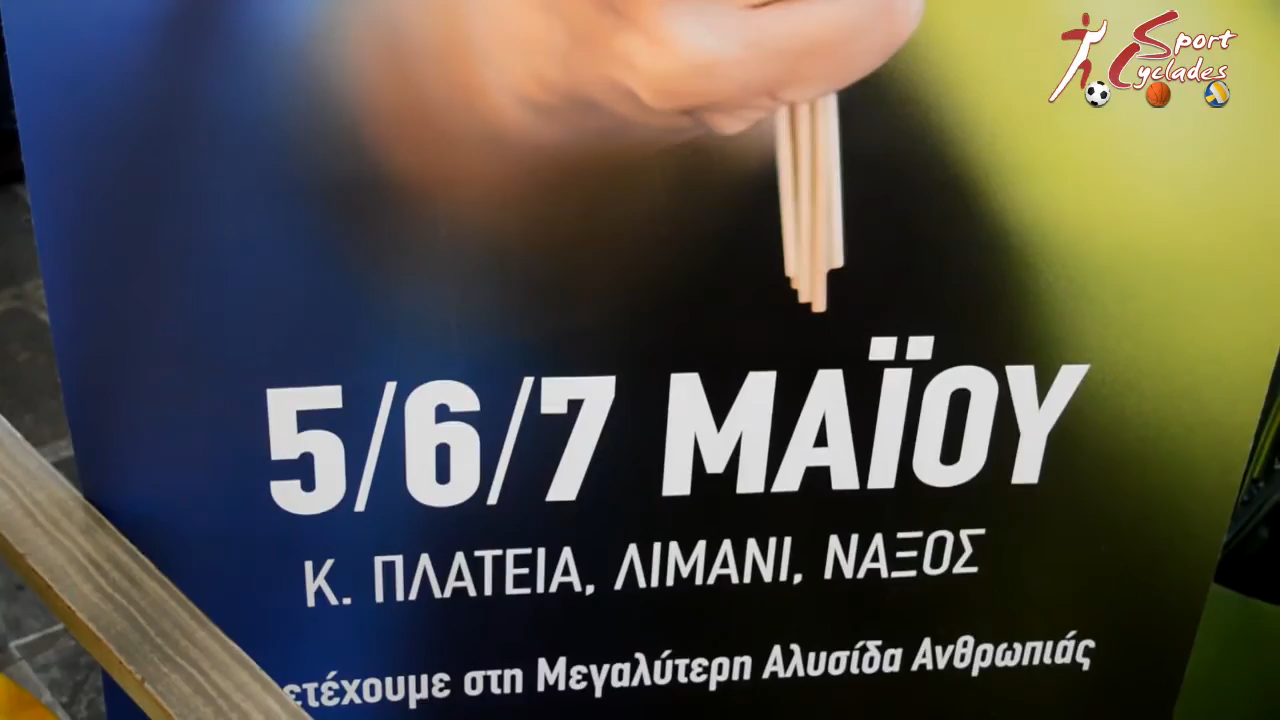 Sport
Cyclades
5/6/7 ΜΑΪΟΥ
Κ. ΠΛΑΤΕΙΑ, ΛΙΜΑΝΙ, ΝΑΞΟΣ
στη Μεγαλύτερη Αλυσίδα Ανθρωπιάς